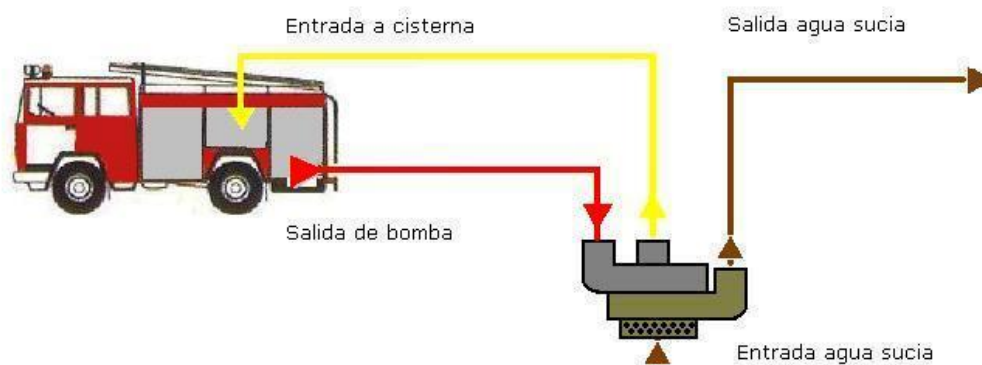 Entrada a cisterna
Salida agua sucia
Salida de bomba
Entrada agua sucia